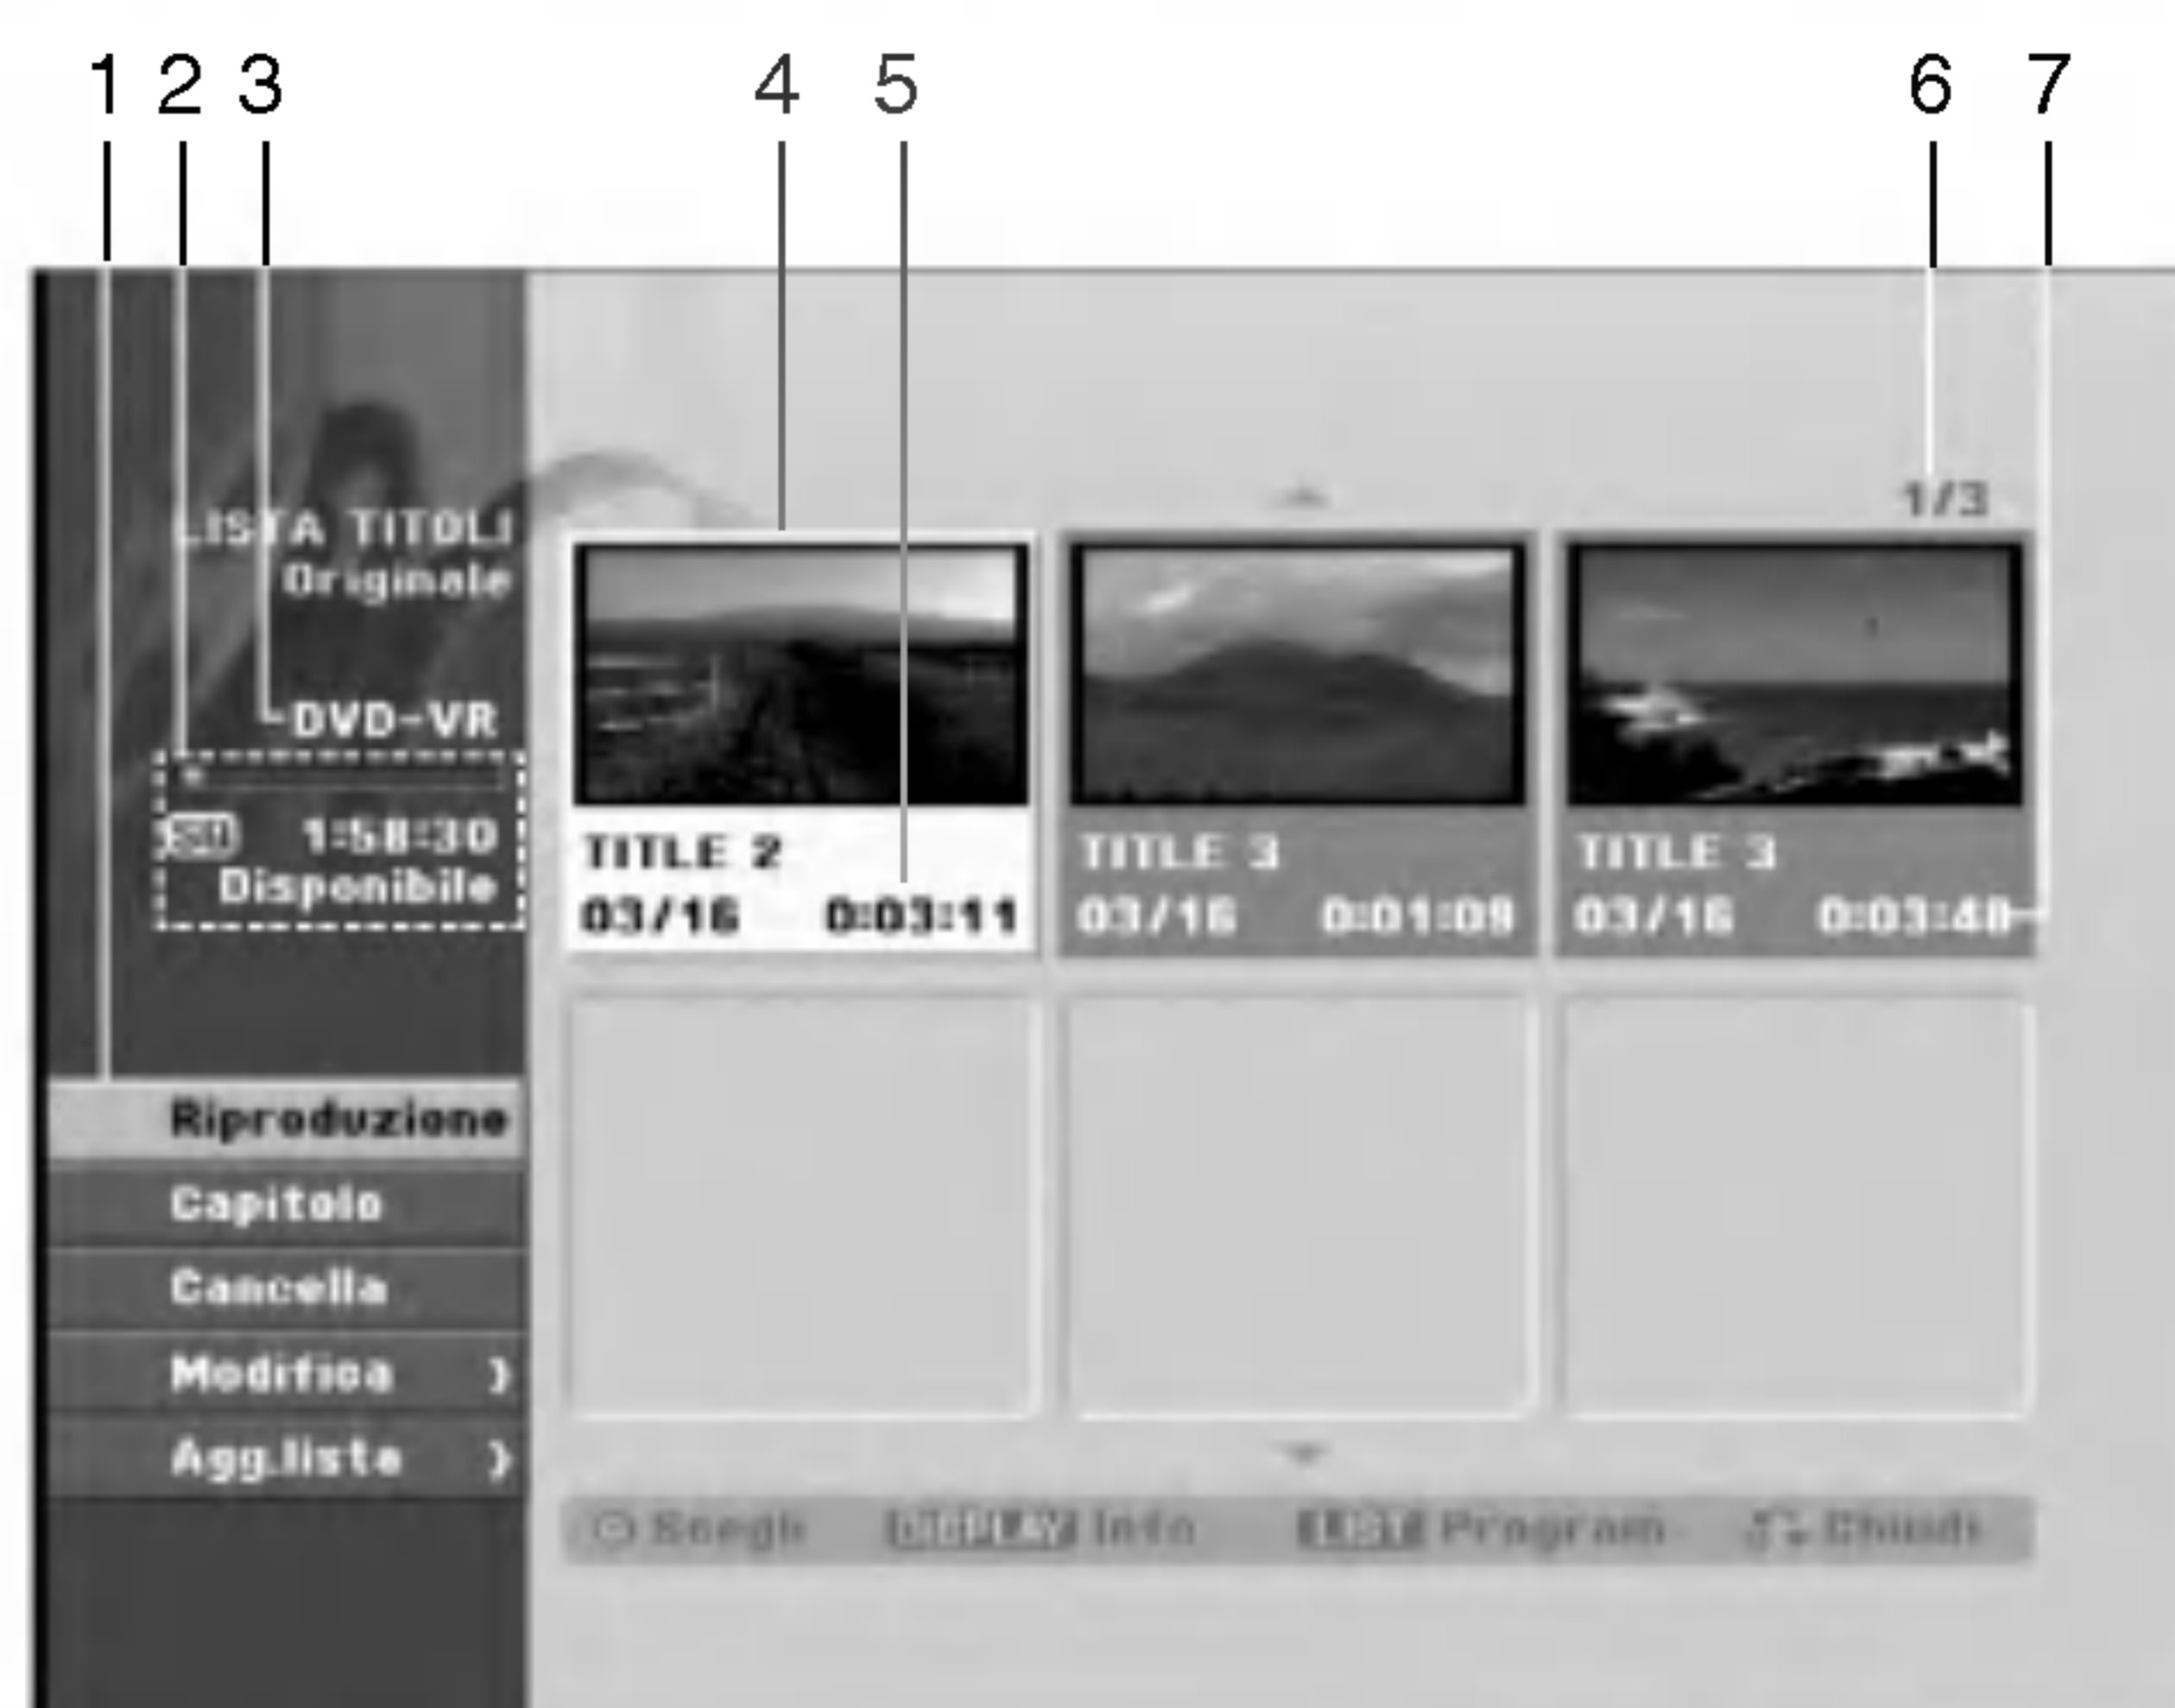 1 2 3 4 5 6 7
LISTA TITOLI
Originale
DVD-VR
1:58:30
Disponibile
Riproduzione
Capitolo
Cancella
Modifica
Agg.lista
1/3
TITLE 2
03/16 0:03:11
TITLE 3
03/16 0:01:09
TITLE 3
03/16 0:03:48
Scegli DISPLAY Info LIST Program Chiudi